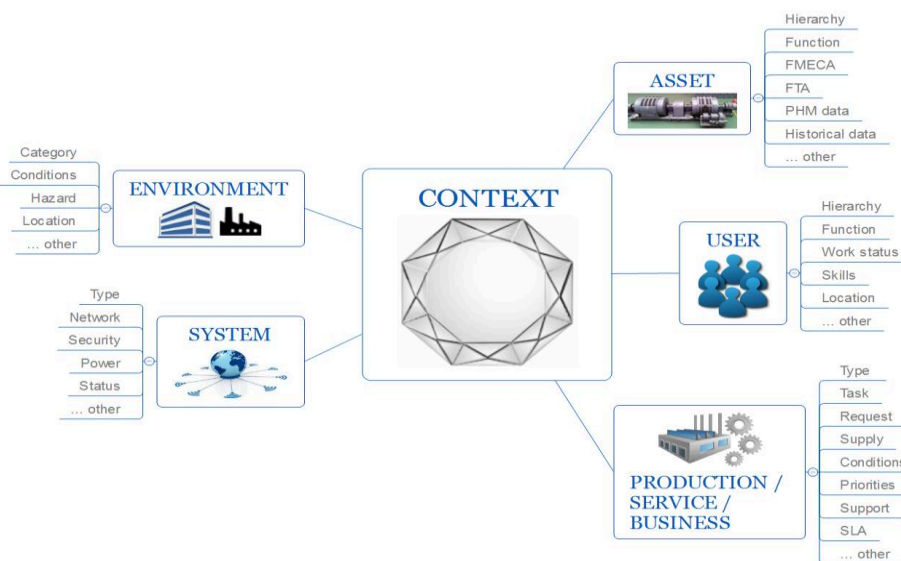 CONTEXT
ASSET
Hierarchy
Function
FMECA
FTA
PHM data
Historical data
... other
USER
Hierarchy
Function
Work status
Skills
Location
... other
PRODUCTION /
SERVICE /
BUSINESS
Type
Task
Request
Supply
Conditions
Priorities
Support
SLA
... other
ENVIRONMENT
Category
Conditions
Hazard
Location
... other
SYSTEM
Type
Network
Security
Power
Status
... other